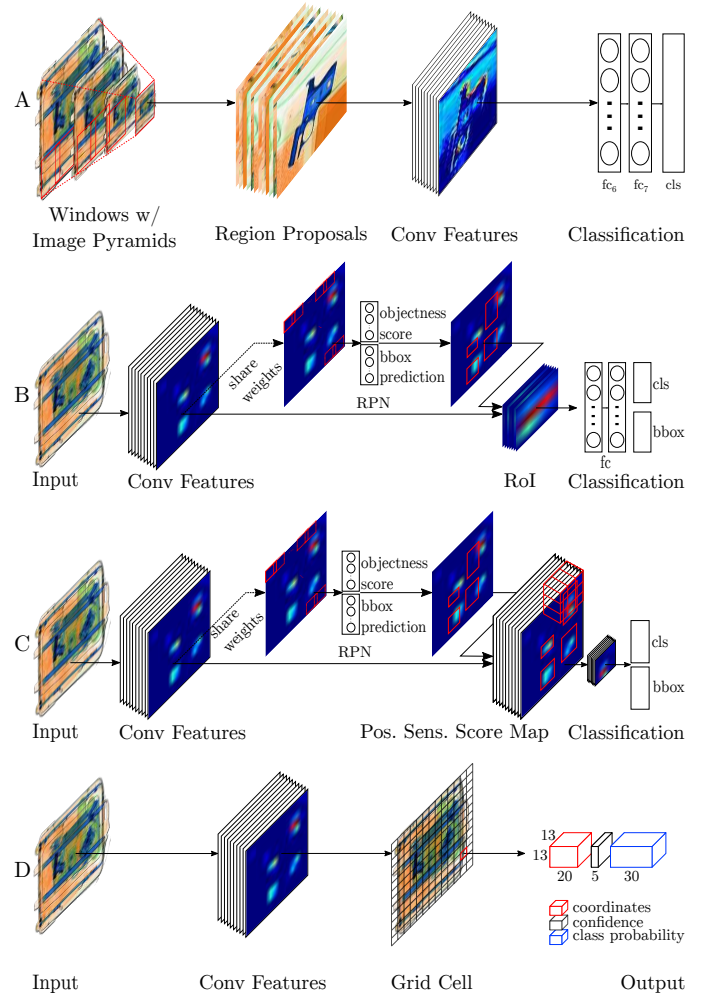 A
fc6
fc7
cls
Windows w/
Image Pyramids
Region Proposals
Conv Features
Classification
B
share
weights
objectness
score
bbox
prediction
RPN
cls
bbox
fc
Input
Conv Features
RoI
Classification
C
share
weights
objectness
score
bbox
prediction
RPN
cls
bbox
Input
Conv Features
Pos. Sens. Score Map
Classification
D
13
13
20
5
30
coordinates
confidence
class probability
Input
Conv Features
Grid Cell
Output